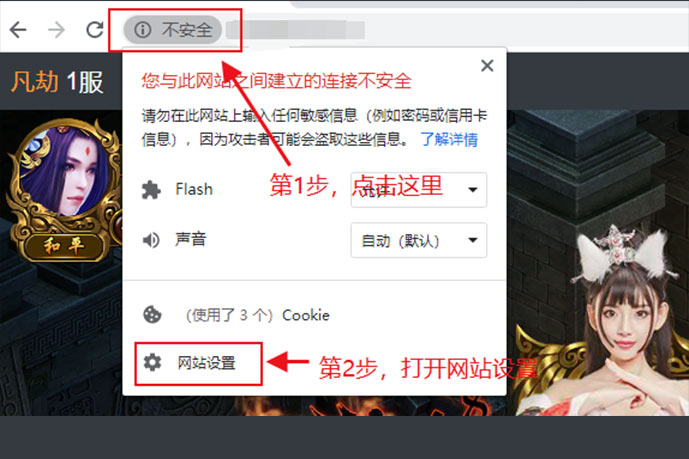 不安全
凡劫 1服
您与此网站之间建立的连接不安全
请勿在此网站上输入任何敏感信息（例如密码或信用卡
信息），因为攻击者可能会盗取这些信息。 了解详情
Flash
第1步，点击这里
声音
自动（默认）
和平
（使用了 3 个）Cookie
网站设置
第2步，打开网站设置